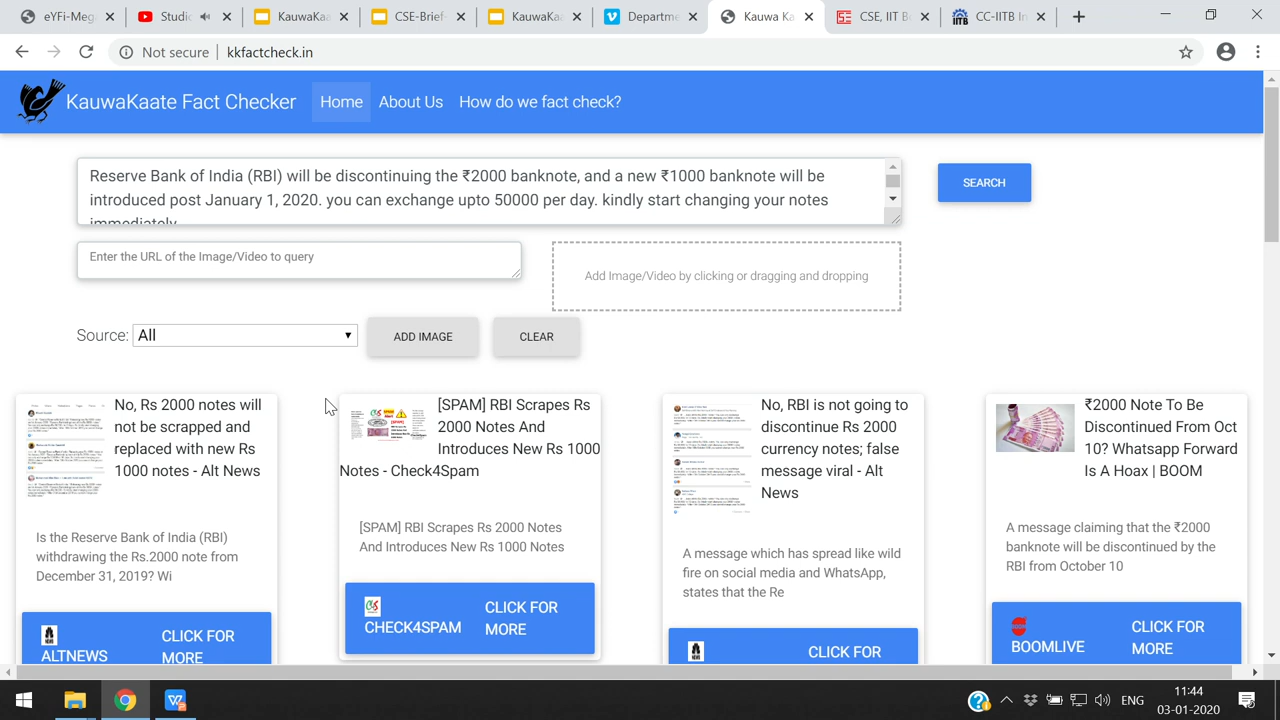 eYFi-Meg
Studio
KauwaKaa
CSE-Brief-
KauwaKaa
Departme
Kauwa Ka
CSE, IIT B
CC-IITB In
Not secure | kkfactcheck.in
KauwaKaate Fact Checker
Home
About Us
How do we fact check?
Reserve Bank of India (RBI) will be discontinuing the ₹2000 banknote, and a new ₹1000 banknote will be
introduced post January 1, 2020. you can exchange upto 50000 per day. kindly start changing your notes
immediately
SEARCH
Enter the URL of the Image/Video to query
Add Image/Video by clicking or dragging and dropping
Source: All
ADD IMAGE
CLEAR
No, Rs 2000 notes will
not be scrapped and
replaced with new Rs
1000 notes - Alt News
Is the Reserve Bank of India (RBI)
withdrawing the Rs.2000 note from
December 31, 2019? Wi
ALTNEWS
CLICK FOR
MORE
[SPAM] RBI Scrapes Rs
2000 Notes And
Introduces New Rs 1000
Notes - Check4Spam
[SPAM] RBI Scrapes Rs 2000 Notes
And Introduces New Rs 1000 Notes
CHECK4SPAM
CLICK FOR
MORE
No, RBI is not going to
discontinue Rs 2000
currency notes; false
message viral - Alt
News
A message which has spread like wild
fire on social media and WhatsApp,
states that the Re
CLICK FOR
₹2000 Note To Be
Discontinued From Oct
10? Whatsapp Forward
Is A Hoax | BOOM
A message claiming that the ₹2000
banknote will be discontinued by the
RBI from October 10
BOOMLIVE
CLICK FOR
MORE
ENG
11:44
03-01-2020